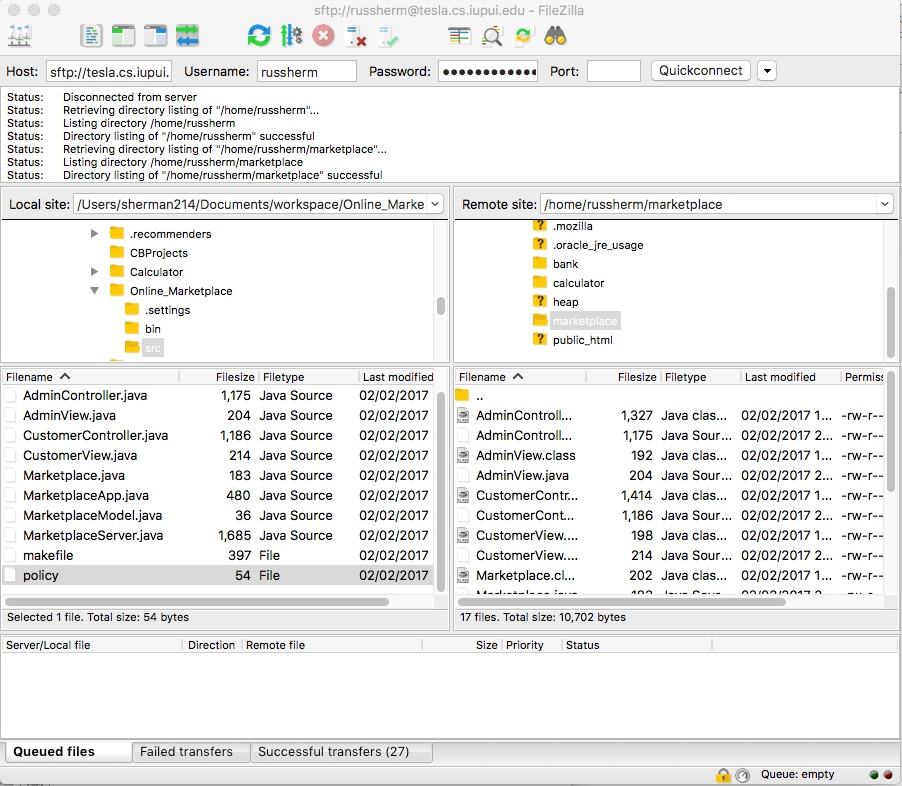 sftp://russherm@tesla.cs.iupui.edu - FileZilla
Host: sftp://tesla.cs.iupui. Username: russherm Password: ●●●●●●●●●●●● Port: Quickconnect
Status: Disconnected from server
Status: Retrieving directory listing of "/home/russherm"...
Status: Listing directory /home/russherm
Status: Directory listing of "/home/russherm" successful
Status: Retrieving directory listing of "/home/russherm/marketplace"...
Status: Listing directory /home/russherm/marketplace
Status: Directory listing of "/home/russherm/marketplace" successful
Local site: /Users/sherman214/Documents/workspace/Online_Marke
.recommenders
CBProjects
Calculator
Online_Marketplace
.settings
bin
src
Remote site: /home/russherm/marketplace
.mozilla
.oracle_jre_usage
bank
calculator
heap
marketplace
public_html
Filename Filesize Filetype Last modified
AdminController.java 1,175 Java Source 02/02/2017
AdminView.java 204 Java Source 02/02/2017
CustomerController.java 1,186 Java Source 02/02/2017
CustomerView.java 214 Java Source 02/02/2017
Marketplace.java 183 Java Source 02/02/2017
MarketplaceApp.java 480 Java Source 02/02/2017
MarketplaceModel.java 36 Java Source 02/02/2017
MarketplaceServer.java 1,685 Java Source 02/02/2017
makefile 397 File 02/02/2017
policy 54 File 02/02/2017
Selected 1 file. Total size: 54 bytes
Filename Filesize Filetype Last modified Permiss
..
AdminControll... 1,327 Java clas... 02/02/2017 1... -rw-r--
AdminControll... 1,175 Java Sour... 02/02/2017 2... -rw-r--
AdminView.class 192 Java clas... 02/02/2017 1... -rw-r--
AdminView.java 204 Java Sour... 02/02/2017 2... -rw-r--
CustomerContr... 1,414 Java clas... 02/02/2017 1... -rw-r--
CustomerCont... 1,186 Java Sour... 02/02/2017 2... -rw-r--
CustomerView.... 198 Java clas... 02/02/2017 1... -rw-r--
CustomerView.... 214 Java Sour... 02/02/2017 2... -rw-r--
Marketplace.cl... 202 Java clas... 02/02/2017 1... -rw-r--
17 files. Total size: 10,702 bytes
Server/Local file Direction Remote file Size Priority Status
Queued files Failed transfers Successful transfers (27)
Queue: empty